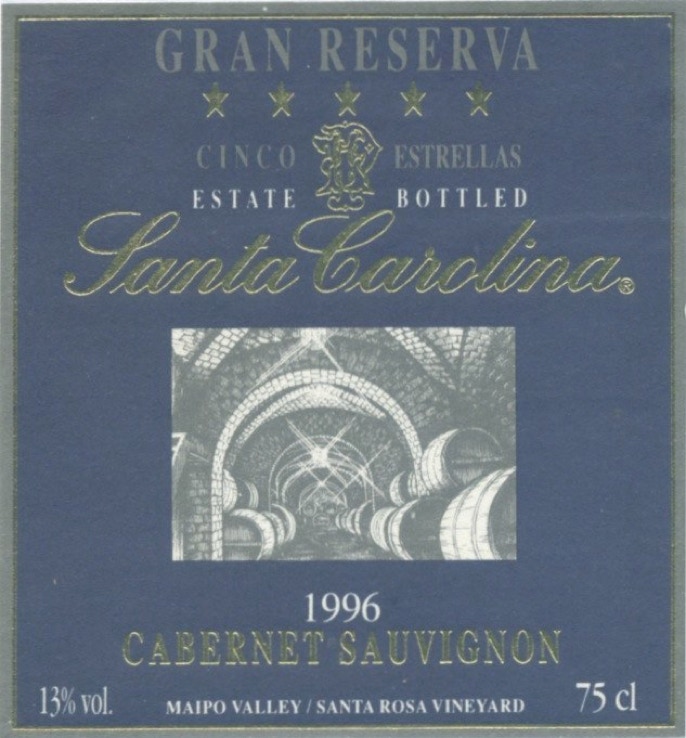 GRAN RESERVA
CINCO ESTRELLAS
ESTATE BOTTLED
Santa Carolina®
1996
CABERNET SAUVIGNON
13% vol. MAIPO VALLEY / SANTA ROSA VINEYARD 75 cl